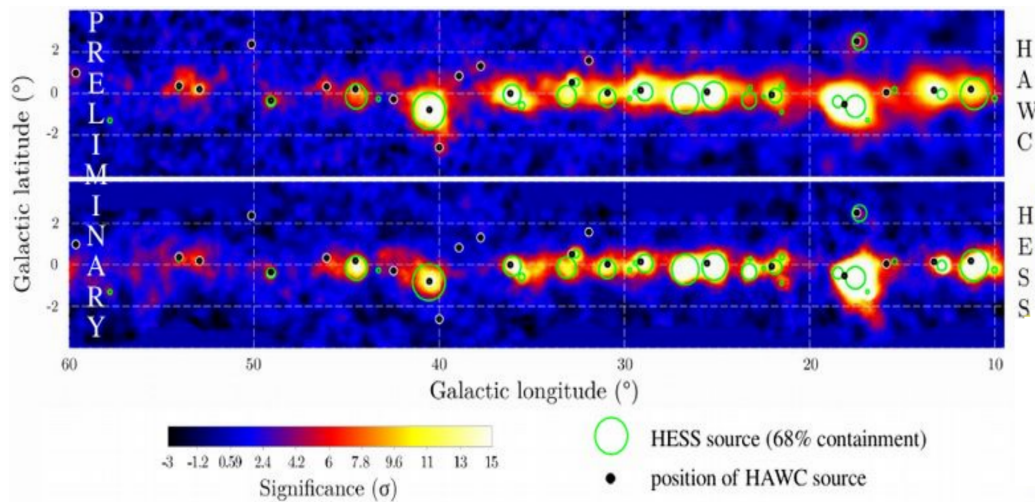 PRELIMINARY
HAWC
2
0
-2
HESS
2
0
-2
Galactic latitude (°)
60 50 40 30 20 10
Galactic longitude (°)
-3 -1.2 0.59 2.4 4.2 6 7.8 9.6 11 13 15
Significance (σ)
HESS source (68% containment)
position of HAWC source